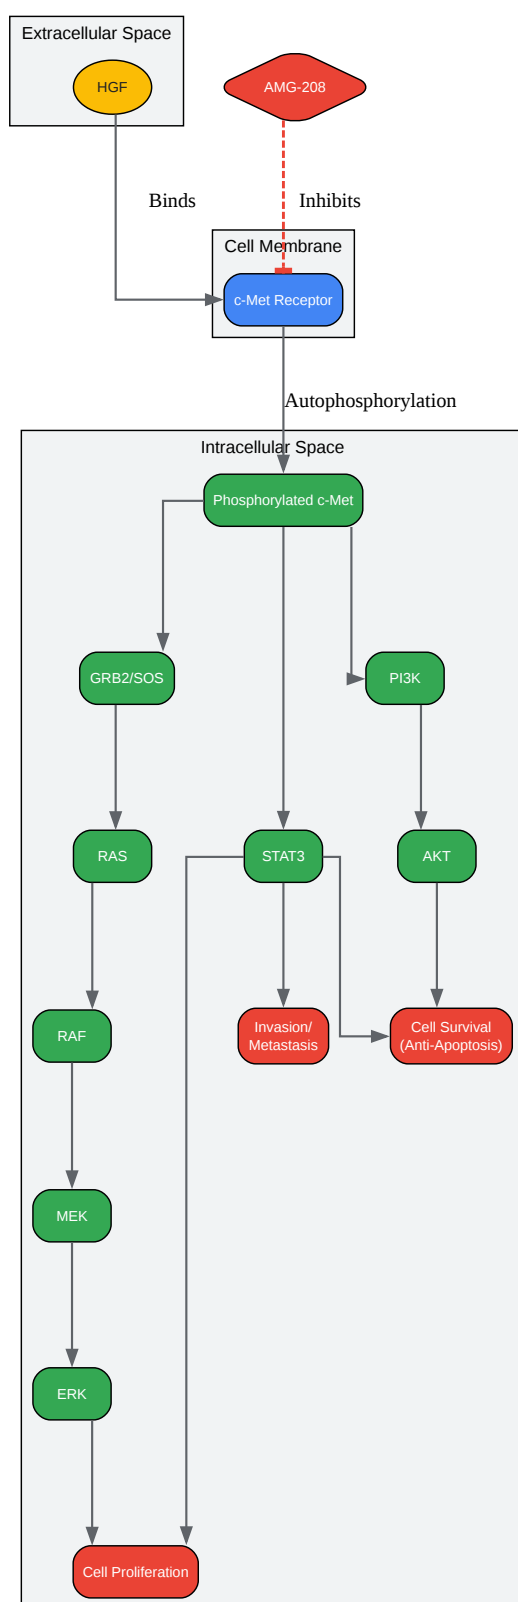 Extracellular Space
HGF
AMG-208
Binds
Inhibits
Cell Membrane
c-Met Receptor
Autophosphorylation
Intracellular Space
Phosphorylated c-Met
GRB2/SOS
PI3K
RAS
STAT3
AKT
RAF
Invasion/
Metastasis
Cell Survival
(Anti-Apoptosis)
MEK
ERK
Cell Proliferation